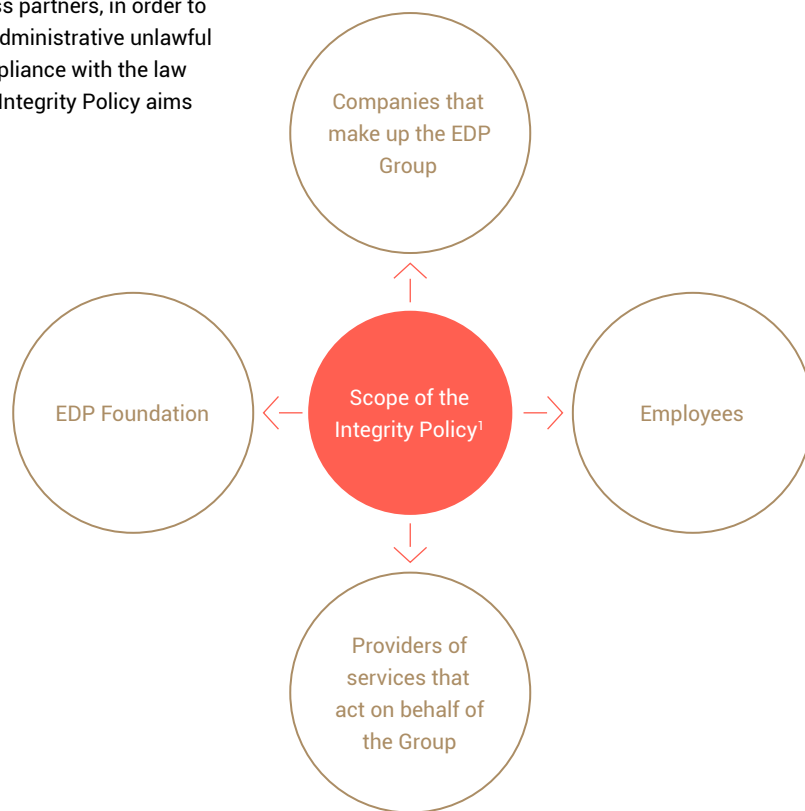 ss partners, in order to
dministrative unlawful
pliance with the law
Integrity Policy aims
Companies that
make up the EDP
Group
EDP Foundation
Scope of the
Integrity Policy¹
Employees
Providers of
services that
act on behalf of
the Group